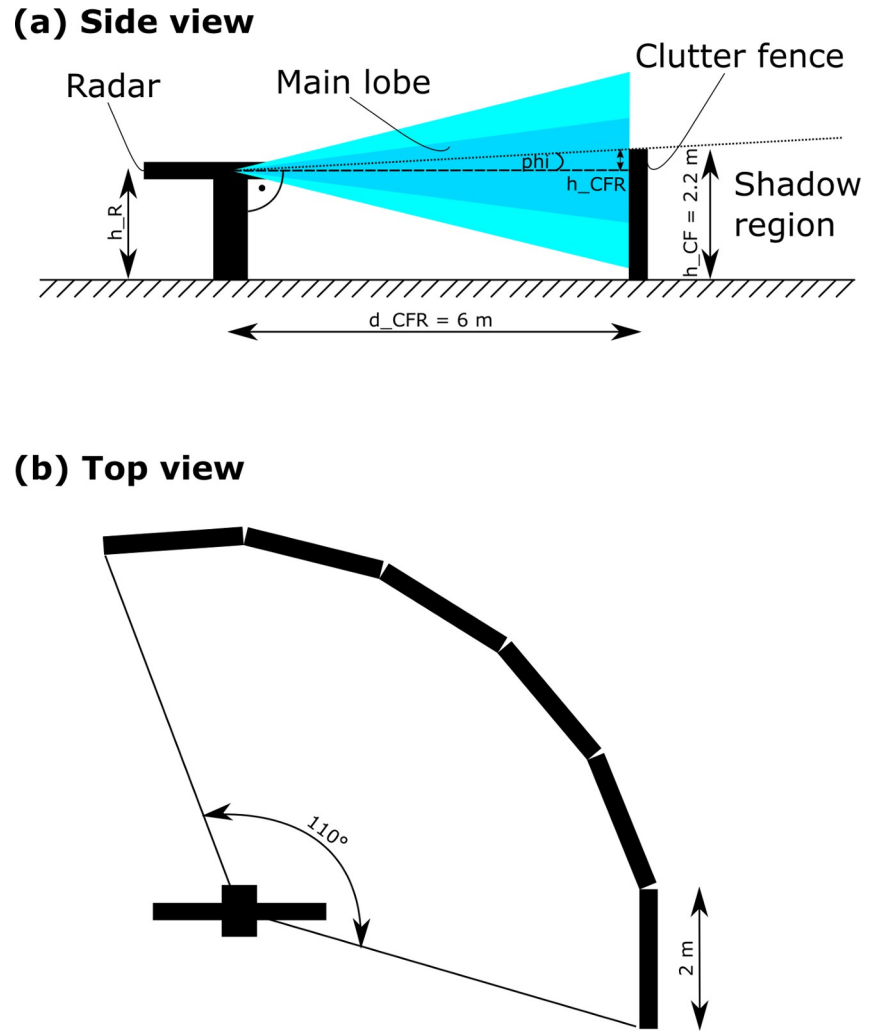 (a) Side view
Radar
Main lobe
Clutter fence
phi
h_CFR
h_R
h_CF = 2.2 m
Shadow
region
d_CFR = 6 m
(b) Top view
110°
2 m